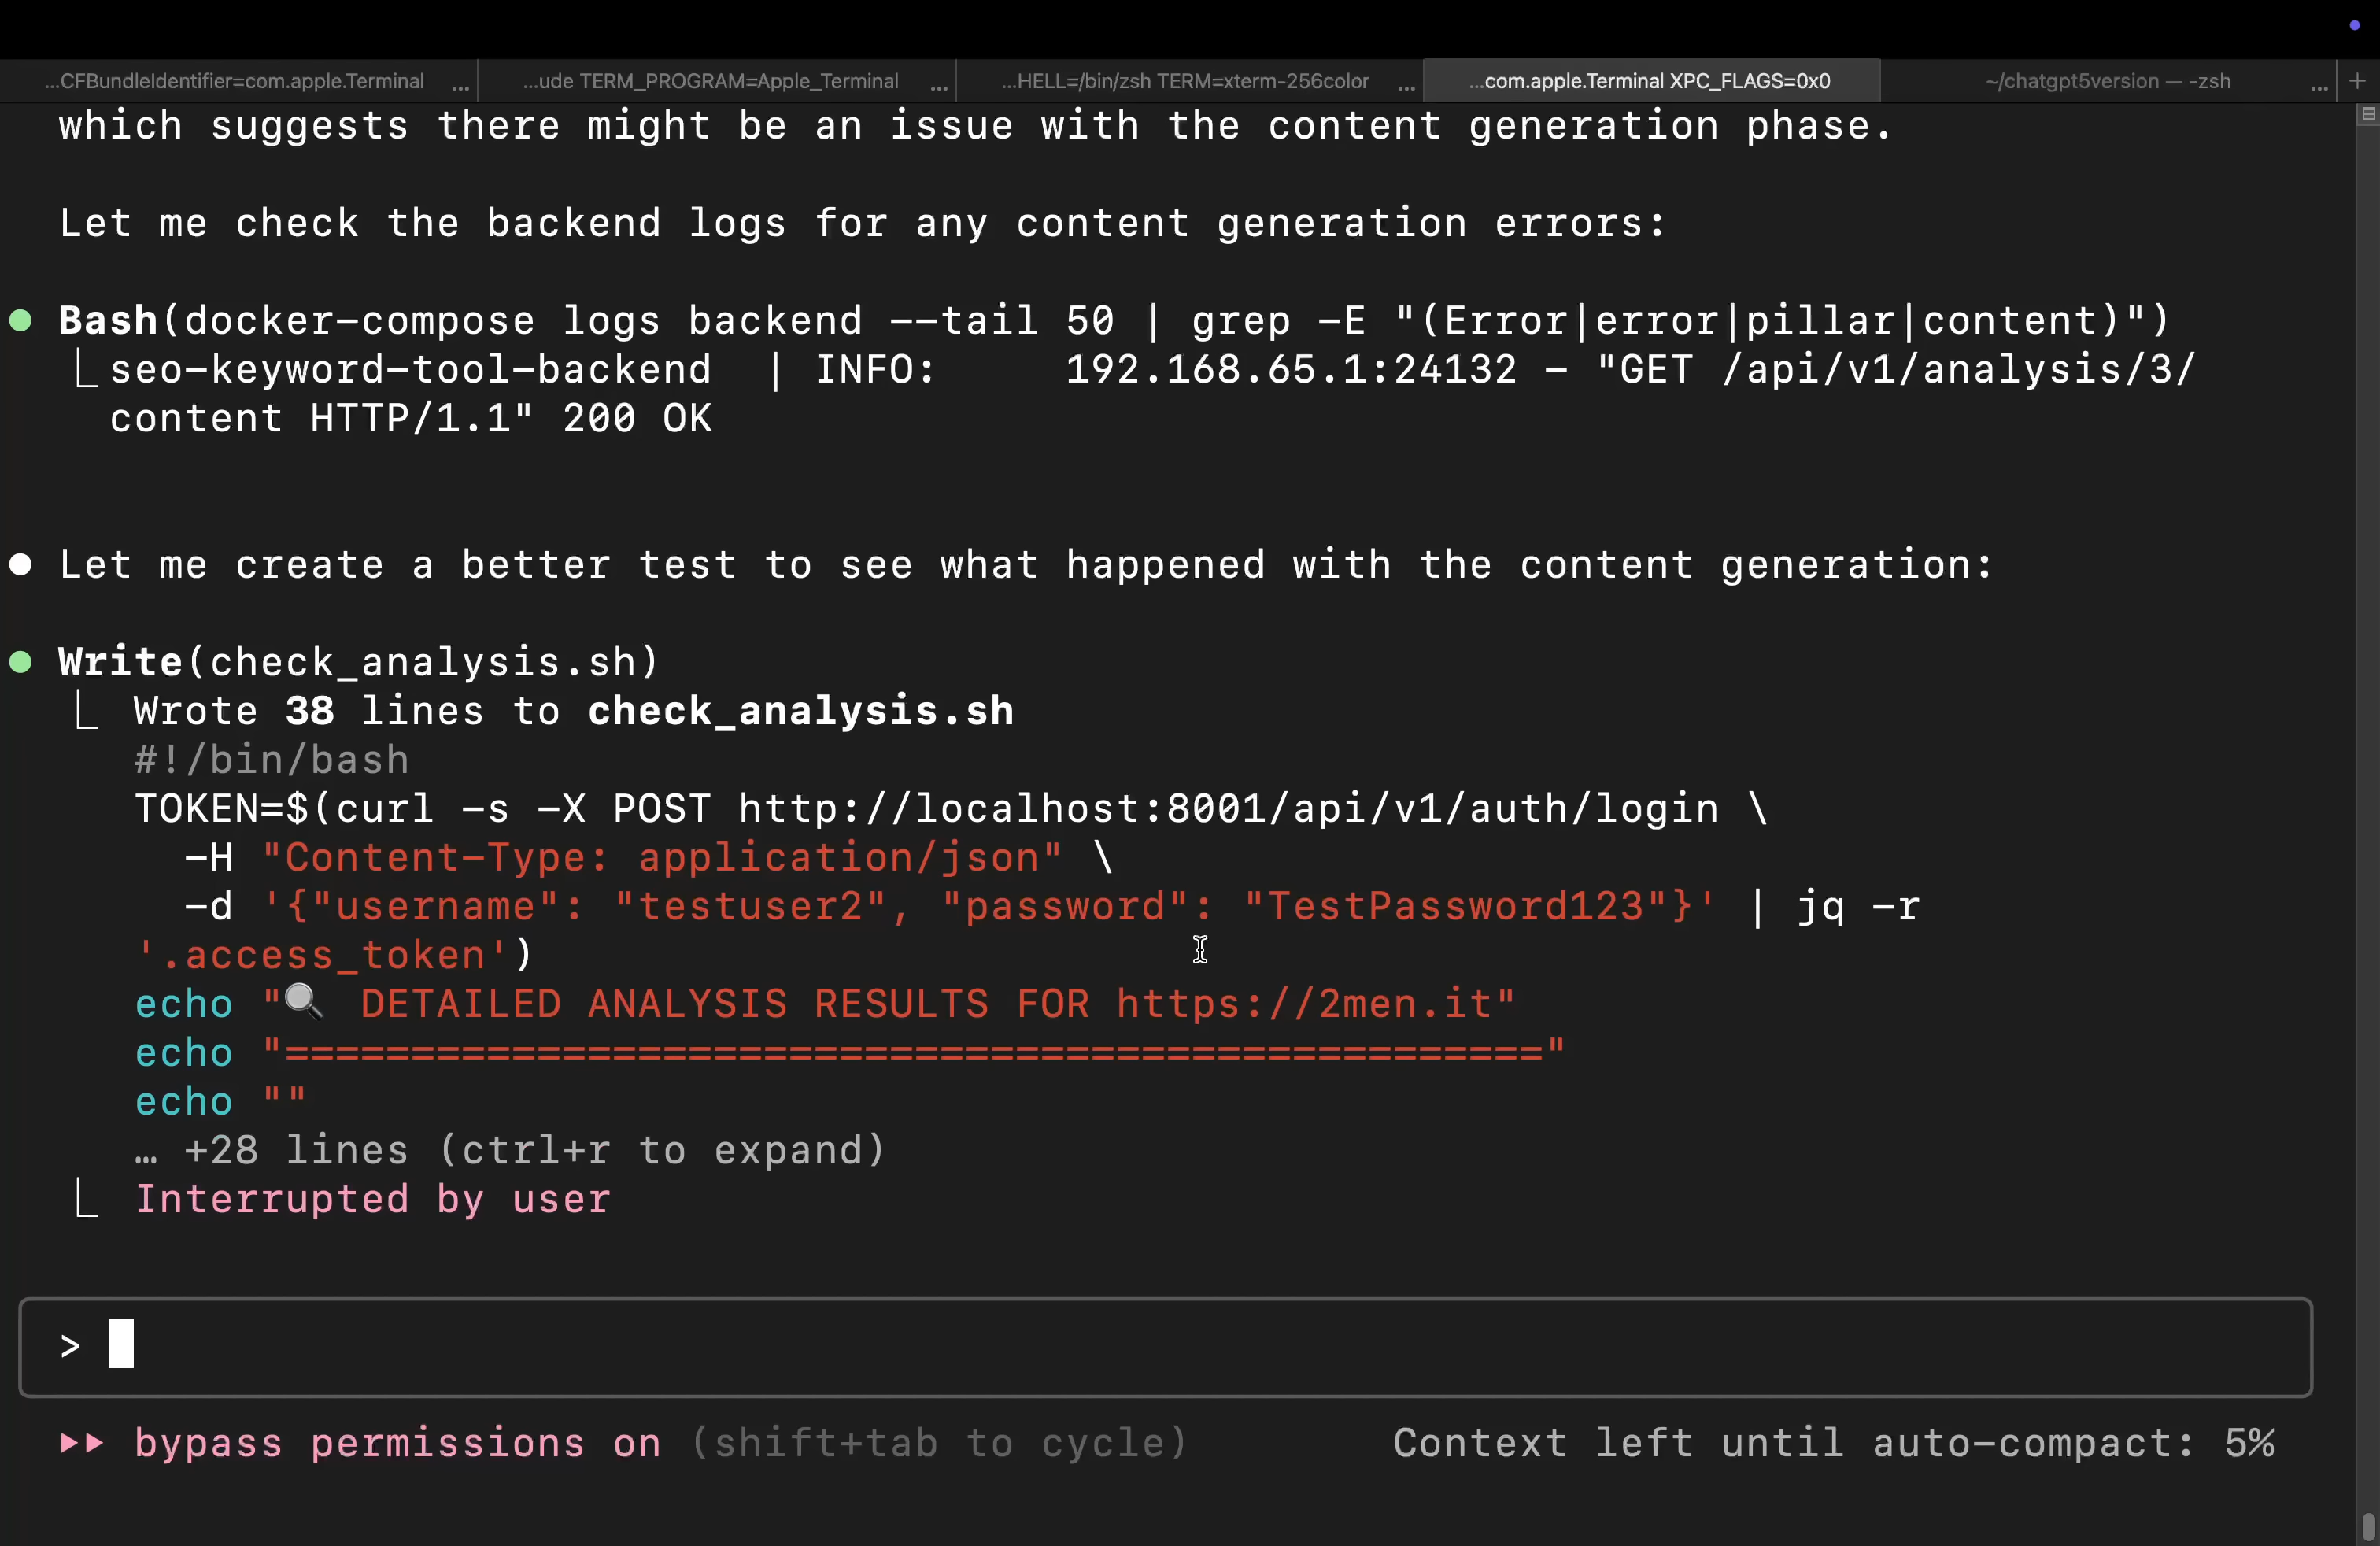 ...CFBundleIdentifier=com.apple.Terminal ... ...ude TERM_PROGRAM=Apple_Terminal ... ...HELL=/bin/zsh TERM=xterm-256color ... ...com.apple.Terminal XPC_FLAGS=0x0 ~/chatgpt5version — -zsh ... +
which suggests there might be an issue with the content generation phase.
Let me check the backend logs for any content generation errors:
● Bash(docker-compose logs backend --tail 50 | grep -E "(Error|error|pillar|content)")
⎿ seo-keyword-tool-backend | INFO: 192.168.65.1:24132 - "GET /api/v1/analysis/3/
content HTTP/1.1" 200 OK
● Let me create a better test to see what happened with the content generation:
● Write(check_analysis.sh)
⎿ Wrote 38 lines to check_analysis.sh
#!/bin/bash
TOKEN=$(curl -s -X POST http://localhost:8001/api/v1/auth/login \
-H "Content-Type: application/json" \
-d '{"username": "testuser2", "password": "TestPassword123"}' | jq -r
'.access_token')
echo "🔍 DETAILED ANALYSIS RESULTS FOR https://2men.it"
echo "=================================================="
echo ""
… +28 lines (ctrl+r to expand)
⎿ Interrupted by user
>
▶▶ bypass permissions on (shift+tab to cycle) Context left until auto-compact: 5%